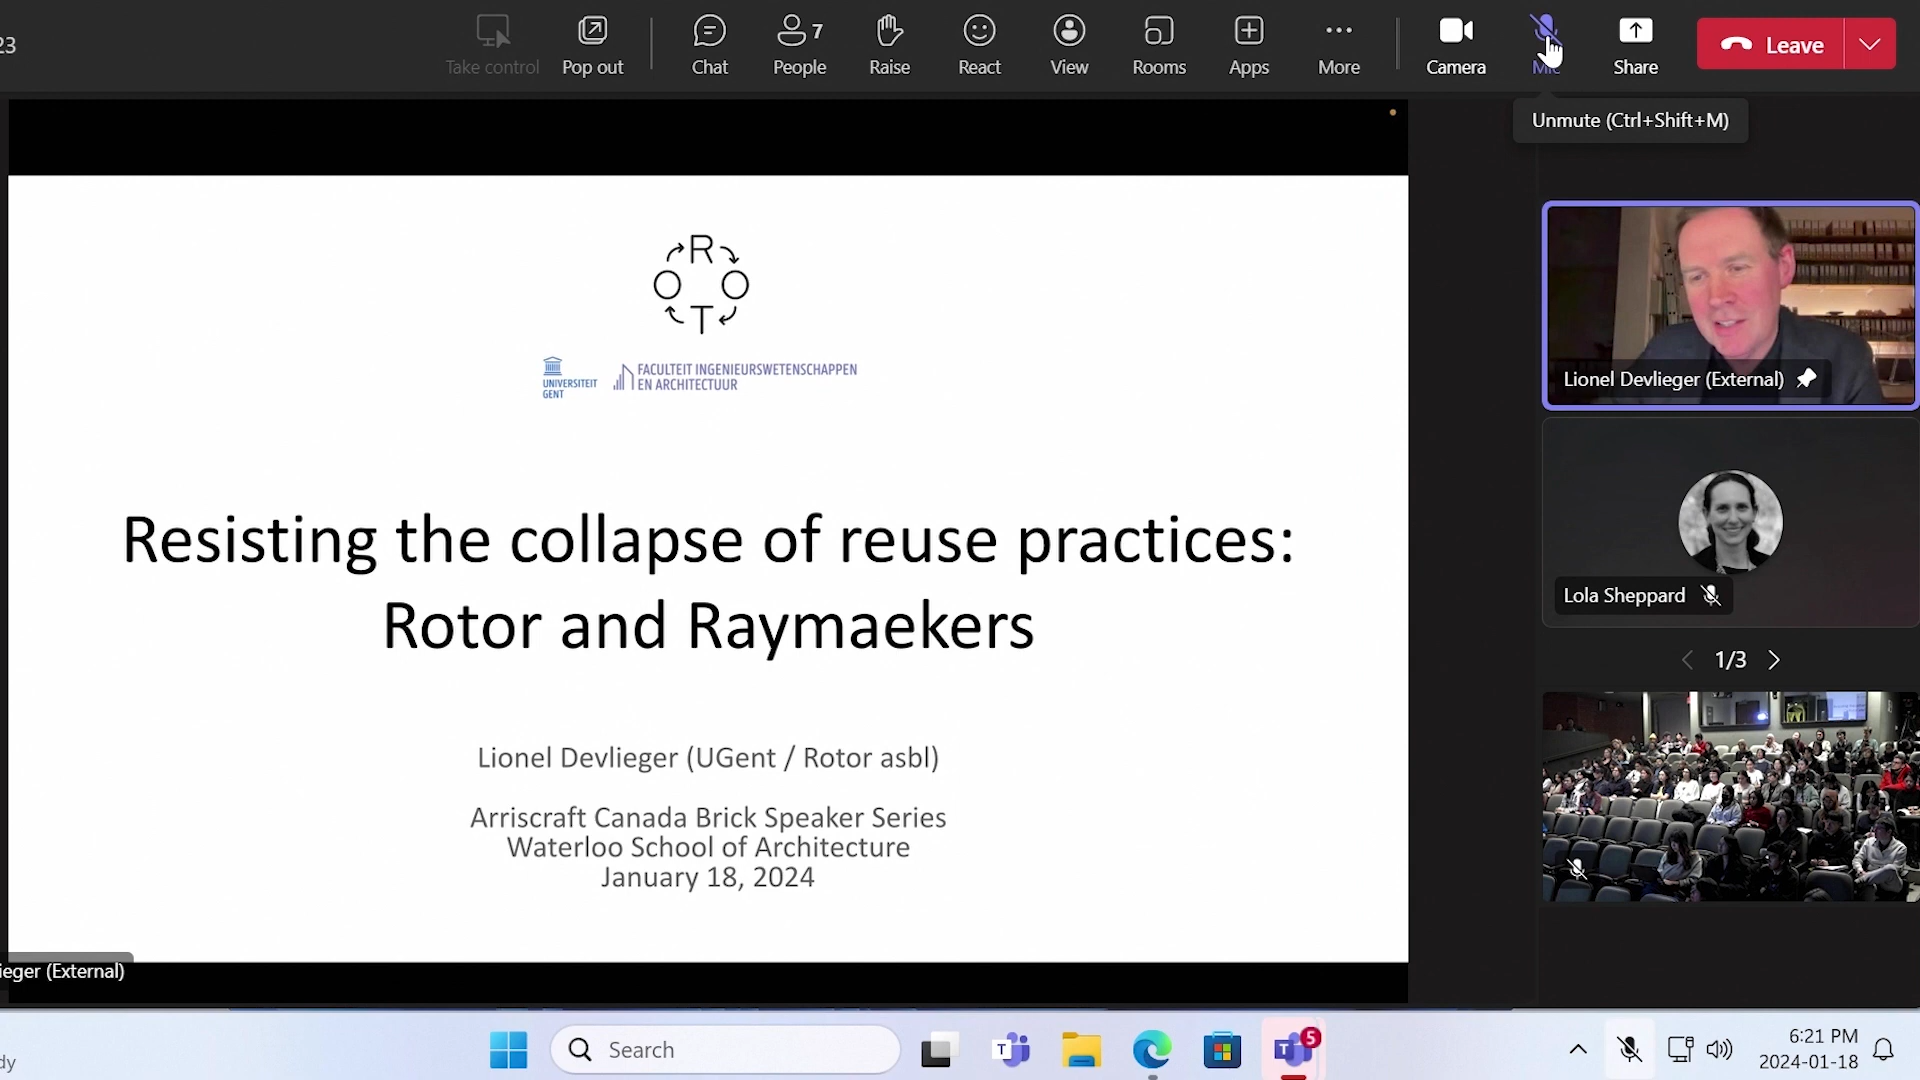 23
Take control
Pop out
Chat
7
People
Raise
React
View
Rooms
Apps
More
Camera
Mic
Share
Leave
Unmute (Ctrl+Shift+M)
R
O O
T
UNIVERSITEIT
GENT
FACULTEIT INGENIEURSWETENSCHAPPEN
EN ARCHITECTUUR
Resisting the collapse of reuse practices:
Rotor and Raymaekers
Lionel Devlieger (UGent / Rotor asbl)
Arriscraft Canada Brick Speaker Series
Waterloo School of Architecture
January 18, 2024
Lionel Devlieger (External)
Lola Sheppard
1/3
ieger (External)
dy
Search
T
T
5
6:21 PM
2024-01-18